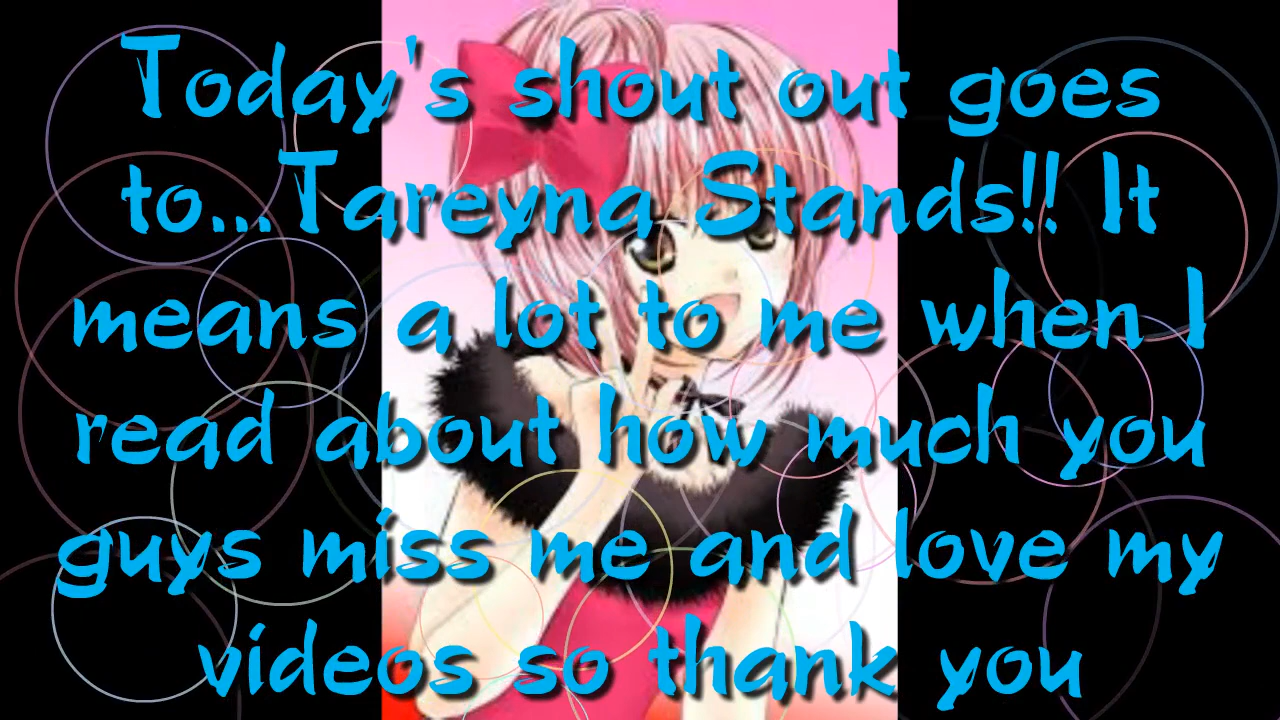 Today's shout out goes
to...Tareyna Stands!! It
means a lot to me when I
read about how much you
guys miss me and love my
videos so thank you